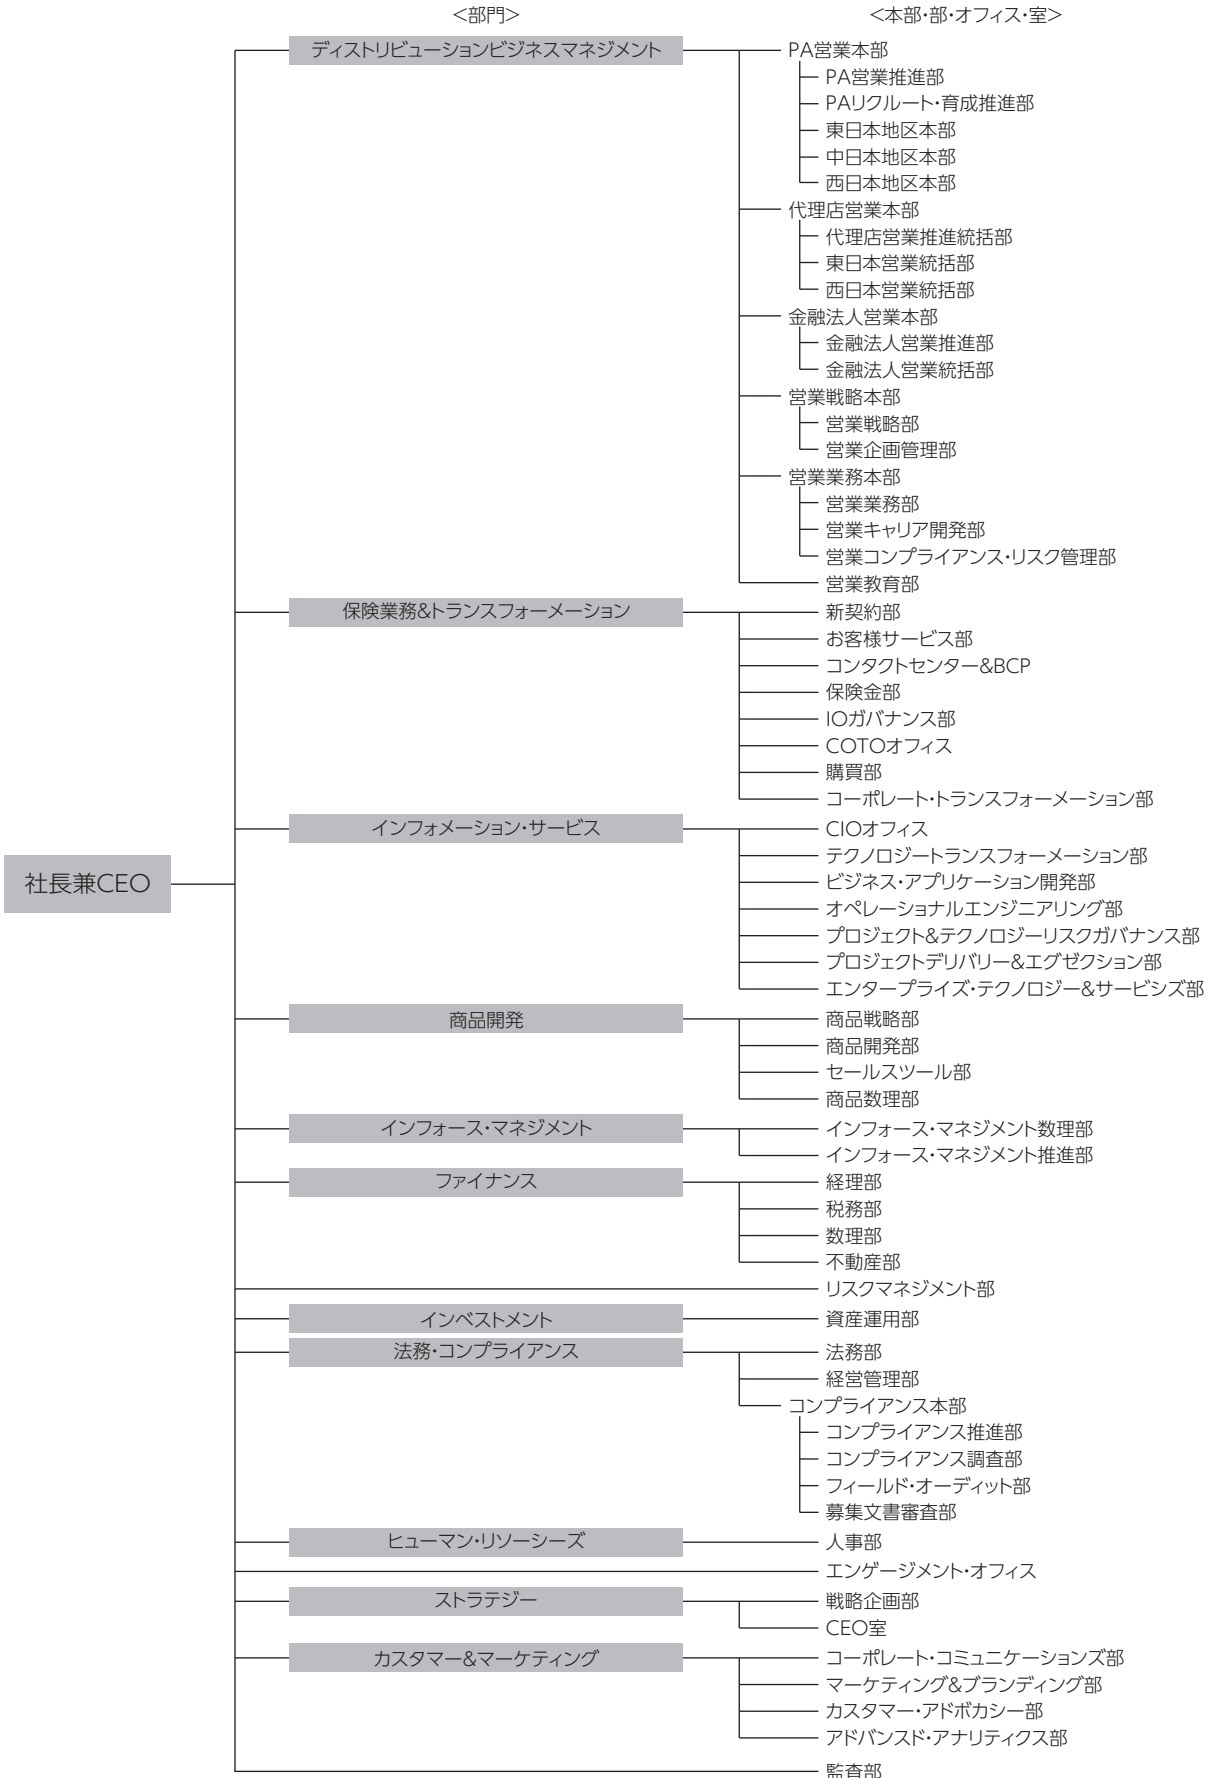 <部門> <本部・部・オフィス・室>
ディストリビューションビジネスマネジメント PA営業本部
PA営業推進部
PAリクルート・育成推進部
東日本地区本部
中日本地区本部
西日本地区本部
代理店営業本部
代理店営業推進統括部
東日本営業統括部
西日本営業統括部
金融法人営業本部
金融法人営業推進部
金融法人営業統括部
営業戦略本部
営業戦略部
営業企画管理部
営業業務本部
営業業務部
営業キャリア開発部
営業コンプライアンス・リスク管理部
営業教育部
保険業務&トランスフォーメーション 新契約部
お客様サービス部
コンタクトセンター&BCP
保険金部
IOガバナンス部
COTOオフィス
購買部
コーポレート・トランスフォーメーション部
インフォメーション・サービス CIOオフィス
テクノロジートランスフォーメーション部
社長兼CEO ビジネス・アプリケーション開発部
オペレーショナルエンジニアリング部
プロジェクト&テクノロジーリスクガバナンス部
プロジェクトデリバリー&エグゼクション部
エンタープライズ・テクノロジー&サービシズ部
商品開発 商品戦略部
商品開発部
セールスツール部
商品数理部
インフォース・マネジメント インフォース・マネジメント数理部
インフォース・マネジメント推進部
ファイナンス 経理部
税務部
数理部
不動産部
リスクマネジメント部
インベストメント 資産運用部
法務・コンプライアンス 法務部
経営管理部
コンプライアンス本部
コンプライアンス推進部
コンプライアンス調査部
フィールド・オーディット部
募集文書審査部
ヒューマン・リソーシーズ 人事部
エンゲージメント・オフィス
ストラテジー 戦略企画部
CEO室
カスタマー&マーケティング コーポレート・コミュニケーションズ部
マーケティング&ブランディング部
カスタマー・アドボカシー部
アドバンスド・アナリティクス部
監査部